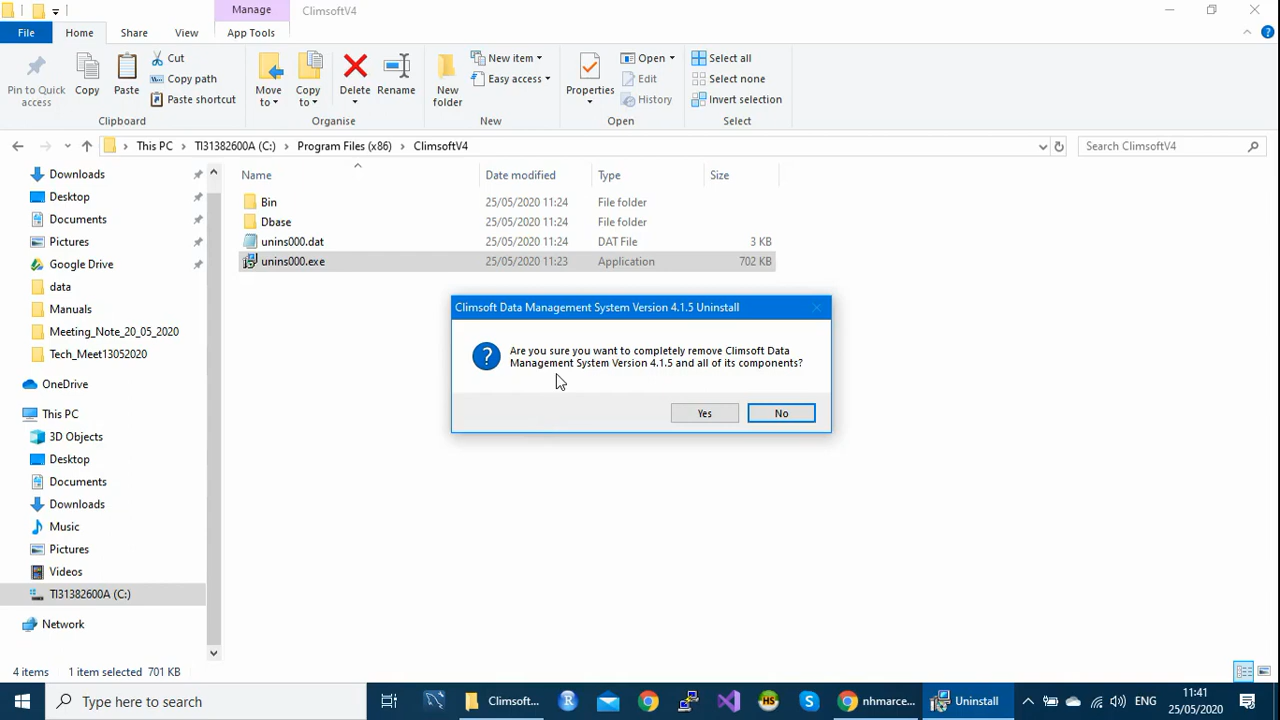 Manage
ClimsoftV4
File
Home
Share
View
App Tools
Pin to Quick access
Copy
Paste
Cut
Copy path
Paste shortcut
Clipboard
Move to
Copy to
Delete
Rename
Organise
New folder
New item
Easy access
New
Properties
Open
Edit
History
Open
Select all
Select none
Invert selection
Select
This PC
TI31382600A (C:)
Program Files (x86)
ClimsoftV4
Search ClimsoftV4
Name
Date modified
Type
Size
Bin
25/05/2020 11:24
File folder
Dbase
25/05/2020 11:24
File folder
unins000.dat
25/05/2020 11:24
DAT File
3 KB
unins000.exe
25/05/2020 11:23
Application
702 KB
Downloads
Desktop
Documents
Pictures
Google Drive
data
Manuals
Meeting_Note_20_05_2020
Tech_Meet13052020
OneDrive
This PC
3D Objects
Desktop
Documents
Downloads
Music
Pictures
Videos
TI31382600A (C:)
Network
Climsoft Data Management System Version 4.1.5 Uninstall
Are you sure you want to completely remove Climsoft Data
Management System Version 4.1.5 and all of its components?
Yes
No
4 items
1 item selected 701 KB
Type here to search
Climsoft...
R
HS
nhmarce...
Uninstall
ENG
11:41
25/05/2020